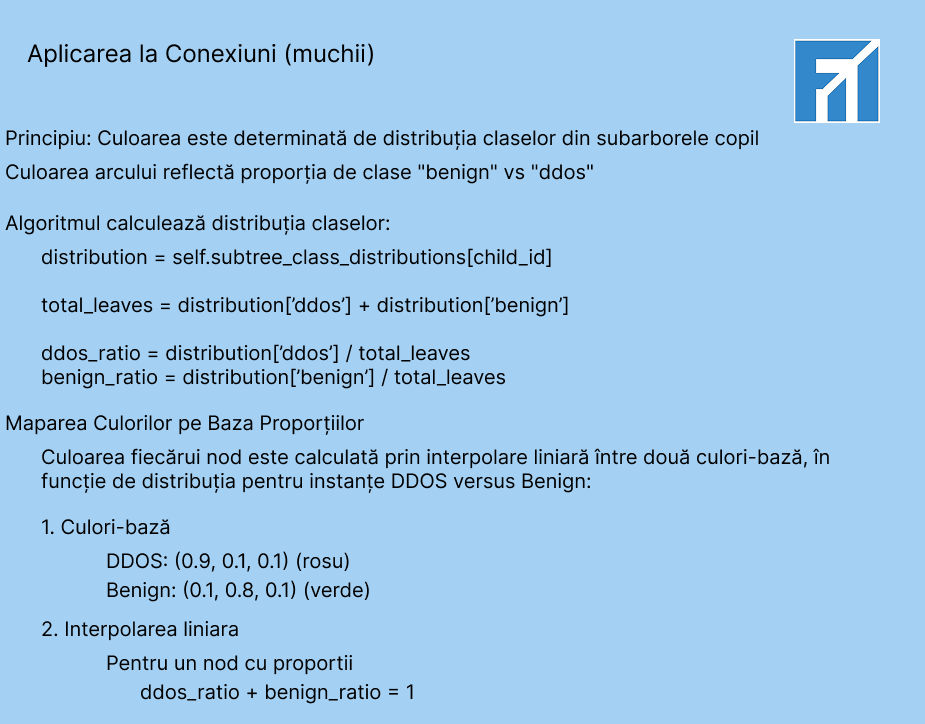 Aplicarea la Conexiuni (muchii)
Principiu: Culoarea este determinată de distribuția claselor din subarborele copil
Culoarea arcului reflectă proporția de clase "benign" vs "ddos"
Algoritmul calculează distribuția claselor:
distribution = self.subtree_class_distributions[child_id]
total_leaves = distribution[’ddos’] + distribution[’benign’]
ddos_ratio = distribution[’ddos’] / total_leaves
benign_ratio = distribution[’benign’] / total_leaves
Maparea Culorilor pe Baza Proporțiilor
Culoarea fiecărui nod este calculată prin interpolare liniară între două culori-bază, în
funcție de distribuția pentru instanțe DDOS versus Benign:
1. Culori-bază
DDOS: (0.9, 0.1, 0.1) (rosu)
Benign: (0.1, 0.8, 0.1) (verde)
2. Interpolarea liniara
Pentru un nod cu proportii
ddos_ratio + benign_ratio = 1